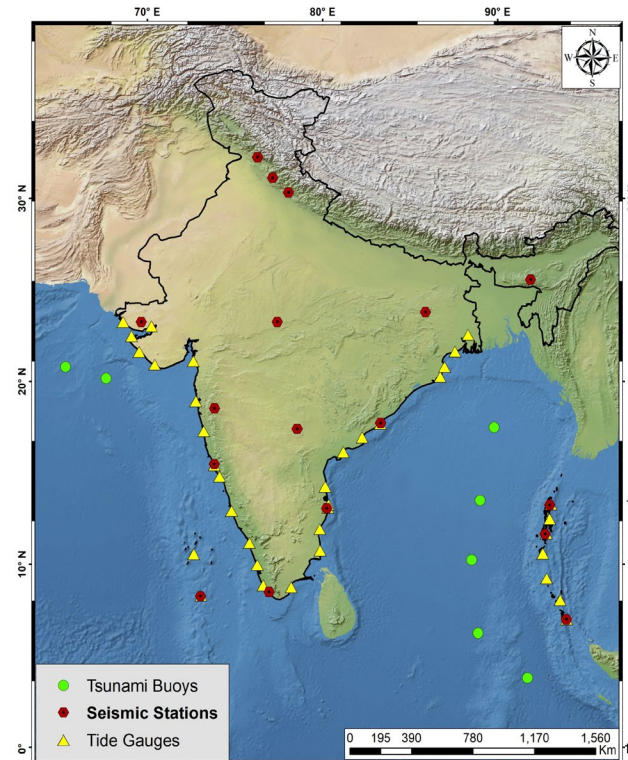 70° E 80° E 90° E
N
W E
S
30° N
20° N
10° N 10° N
0°
Tsunami Buoys
Seismic Stations
Tide Gauges
0 195 390 780 1,170 1,560
Km